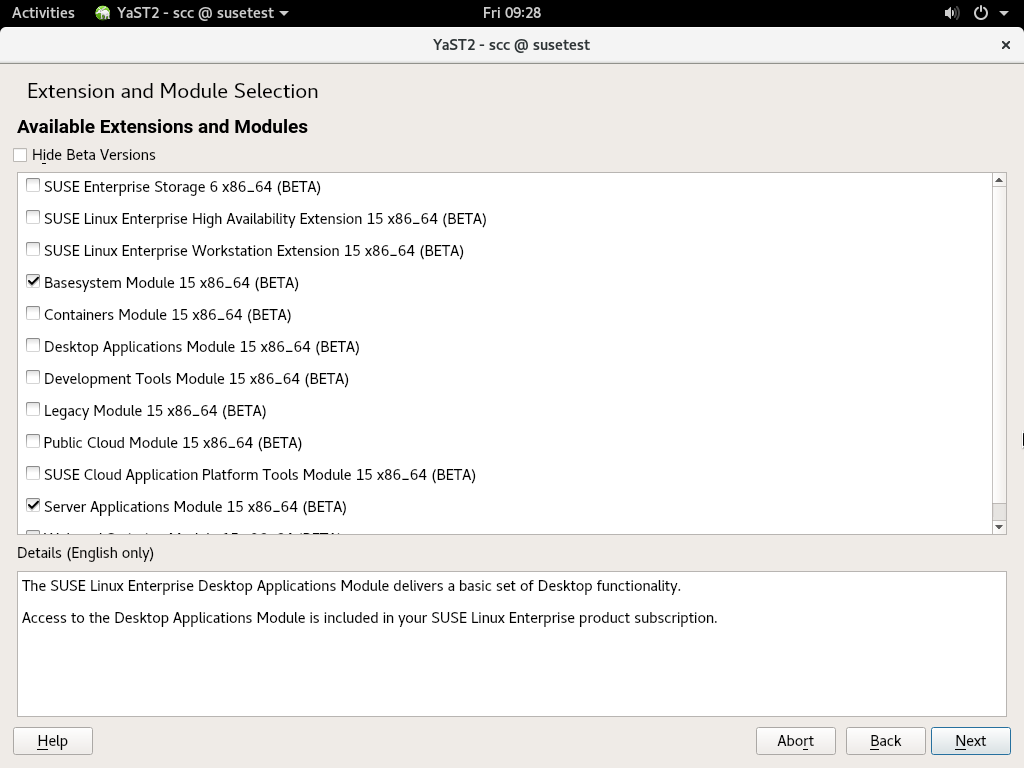 Activities YaST2 - scc @ susetest Fri 09:28
YaST2 - scc @ susetest
Extension and Module Selection
Available Extensions and Modules
Hide Beta Versions
SUSE Enterprise Storage 6 x86_64 (BETA)
SUSE Linux Enterprise High Availability Extension 15 x86_64 (BETA)
SUSE Linux Enterprise Workstation Extension 15 x86_64 (BETA)
Basesystem Module 15 x86_64 (BETA)
Containers Module 15 x86_64 (BETA)
Desktop Applications Module 15 x86_64 (BETA)
Development Tools Module 15 x86_64 (BETA)
Legacy Module 15 x86_64 (BETA)
Public Cloud Module 15 x86_64 (BETA)
SUSE Cloud Application Platform Tools Module 15 x86_64 (BETA)
Server Applications Module 15 x86_64 (BETA)
Details (English only)
The SUSE Linux Enterprise Desktop Applications Module delivers a basic set of Desktop functionality.
Access to the Desktop Applications Module is included in your SUSE Linux Enterprise product subscription.
Help Abort Back Next